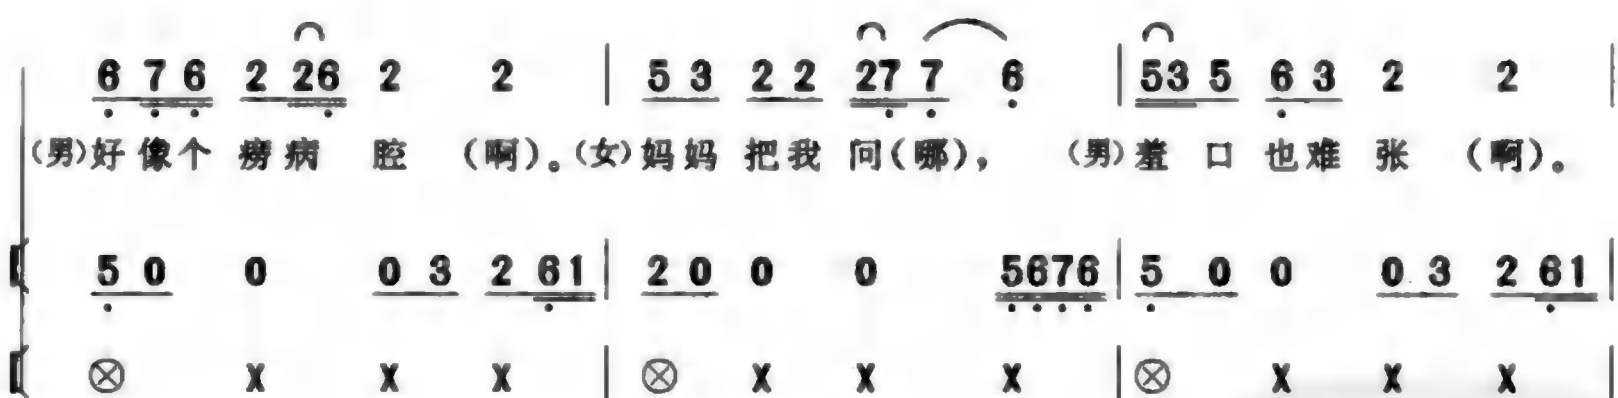 6 7 6 2 26 2 2 | 5 3 2 2 27 7 6 | 53 5 6 3 2 2 |
(男)好像个 痨病 腔 (啊)。(女)妈妈 把我 问(哪), (男)羞 口 也难 张 (啊)。
5 0 0 0 3 2 61 | 2 0 0 0 5676 | 5 0 0 0 3 2 61 |
⊗ X X X | ⊗ X X X | ⊗ X X X |